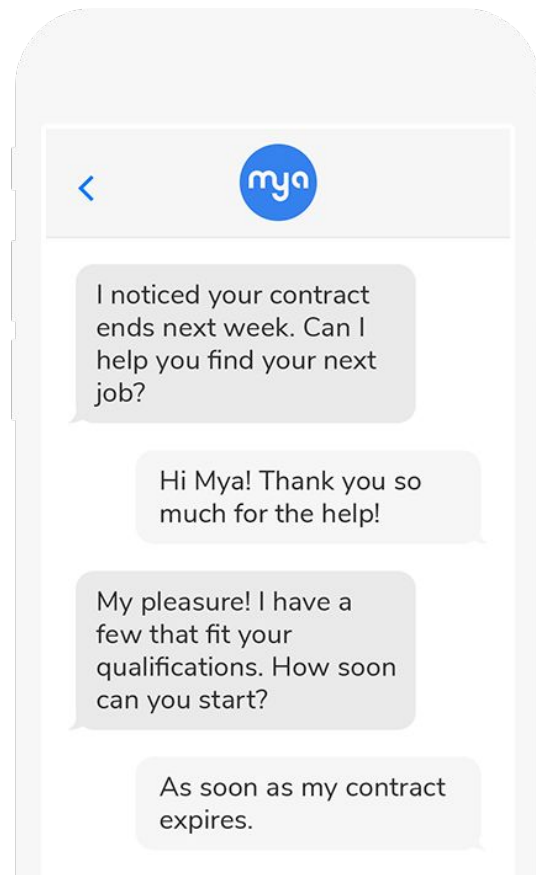 mya
I noticed your contract
ends next week. Can I
help you find your next
job?
Hi Mya! Thank you so
much for the help!
My pleasure! I have a
few that fit your
qualifications. How soon
can you start?
As soon as my contract
expires.